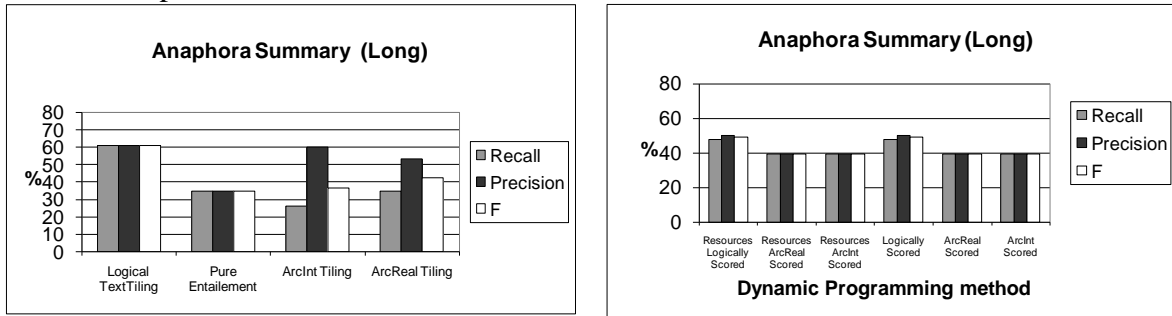 Anaphora Summary (Long)
80
70
60
50
40
30
20
10
0
%
Logical
TextTiling
Pure
Entailement
ArcInt Tiling
ArcReal Tiling
Recall
Precision
F
Anaphora Summary (Long)
80
60
40
20
0
%
Resources
Logically
Scored
Resources
ArcReal
Scored
Resources
ArcInt
Scored
Logically
Scored
ArcReal
Scored
ArcInt
Scored
Dynamic Programming method
Recall
Precision
F